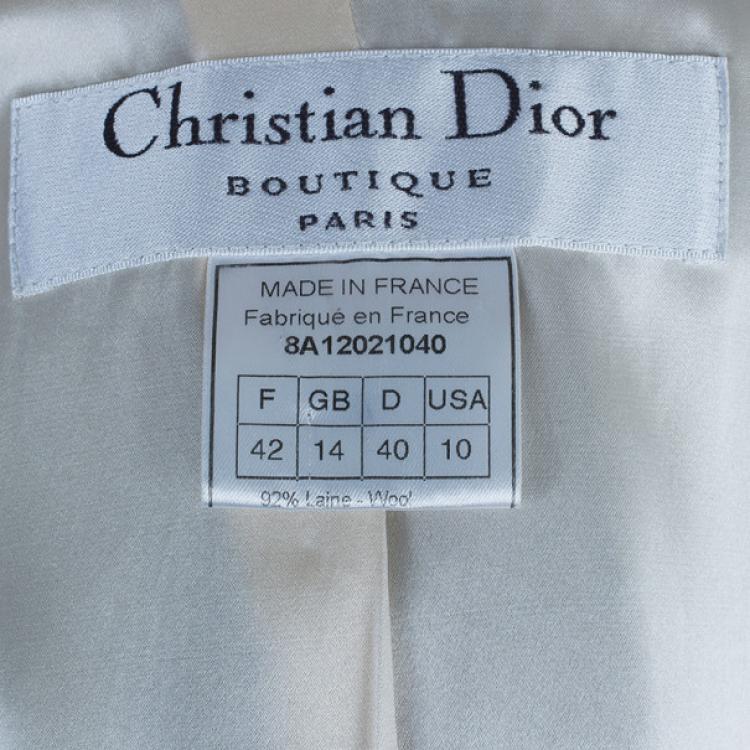 Christian Dior
BOUTIQUE
PARIS
MADE IN FRANCE
Fabriqué en France
8A12021040
F GB D USA
42 14 40 10
92% Laine - Wool